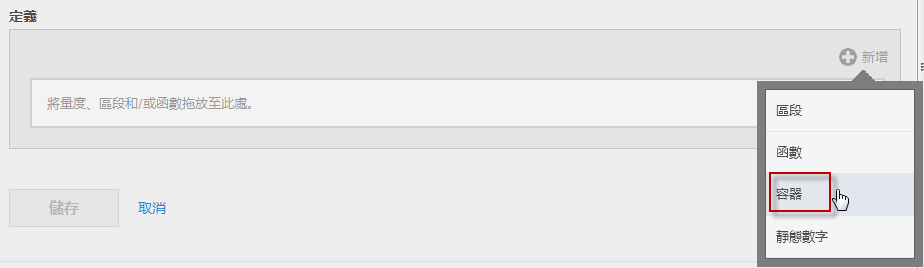 定義
新增
將量度、區段和/或函數拖放至此處。
區段
函數
容器
靜態數字
儲存
取消